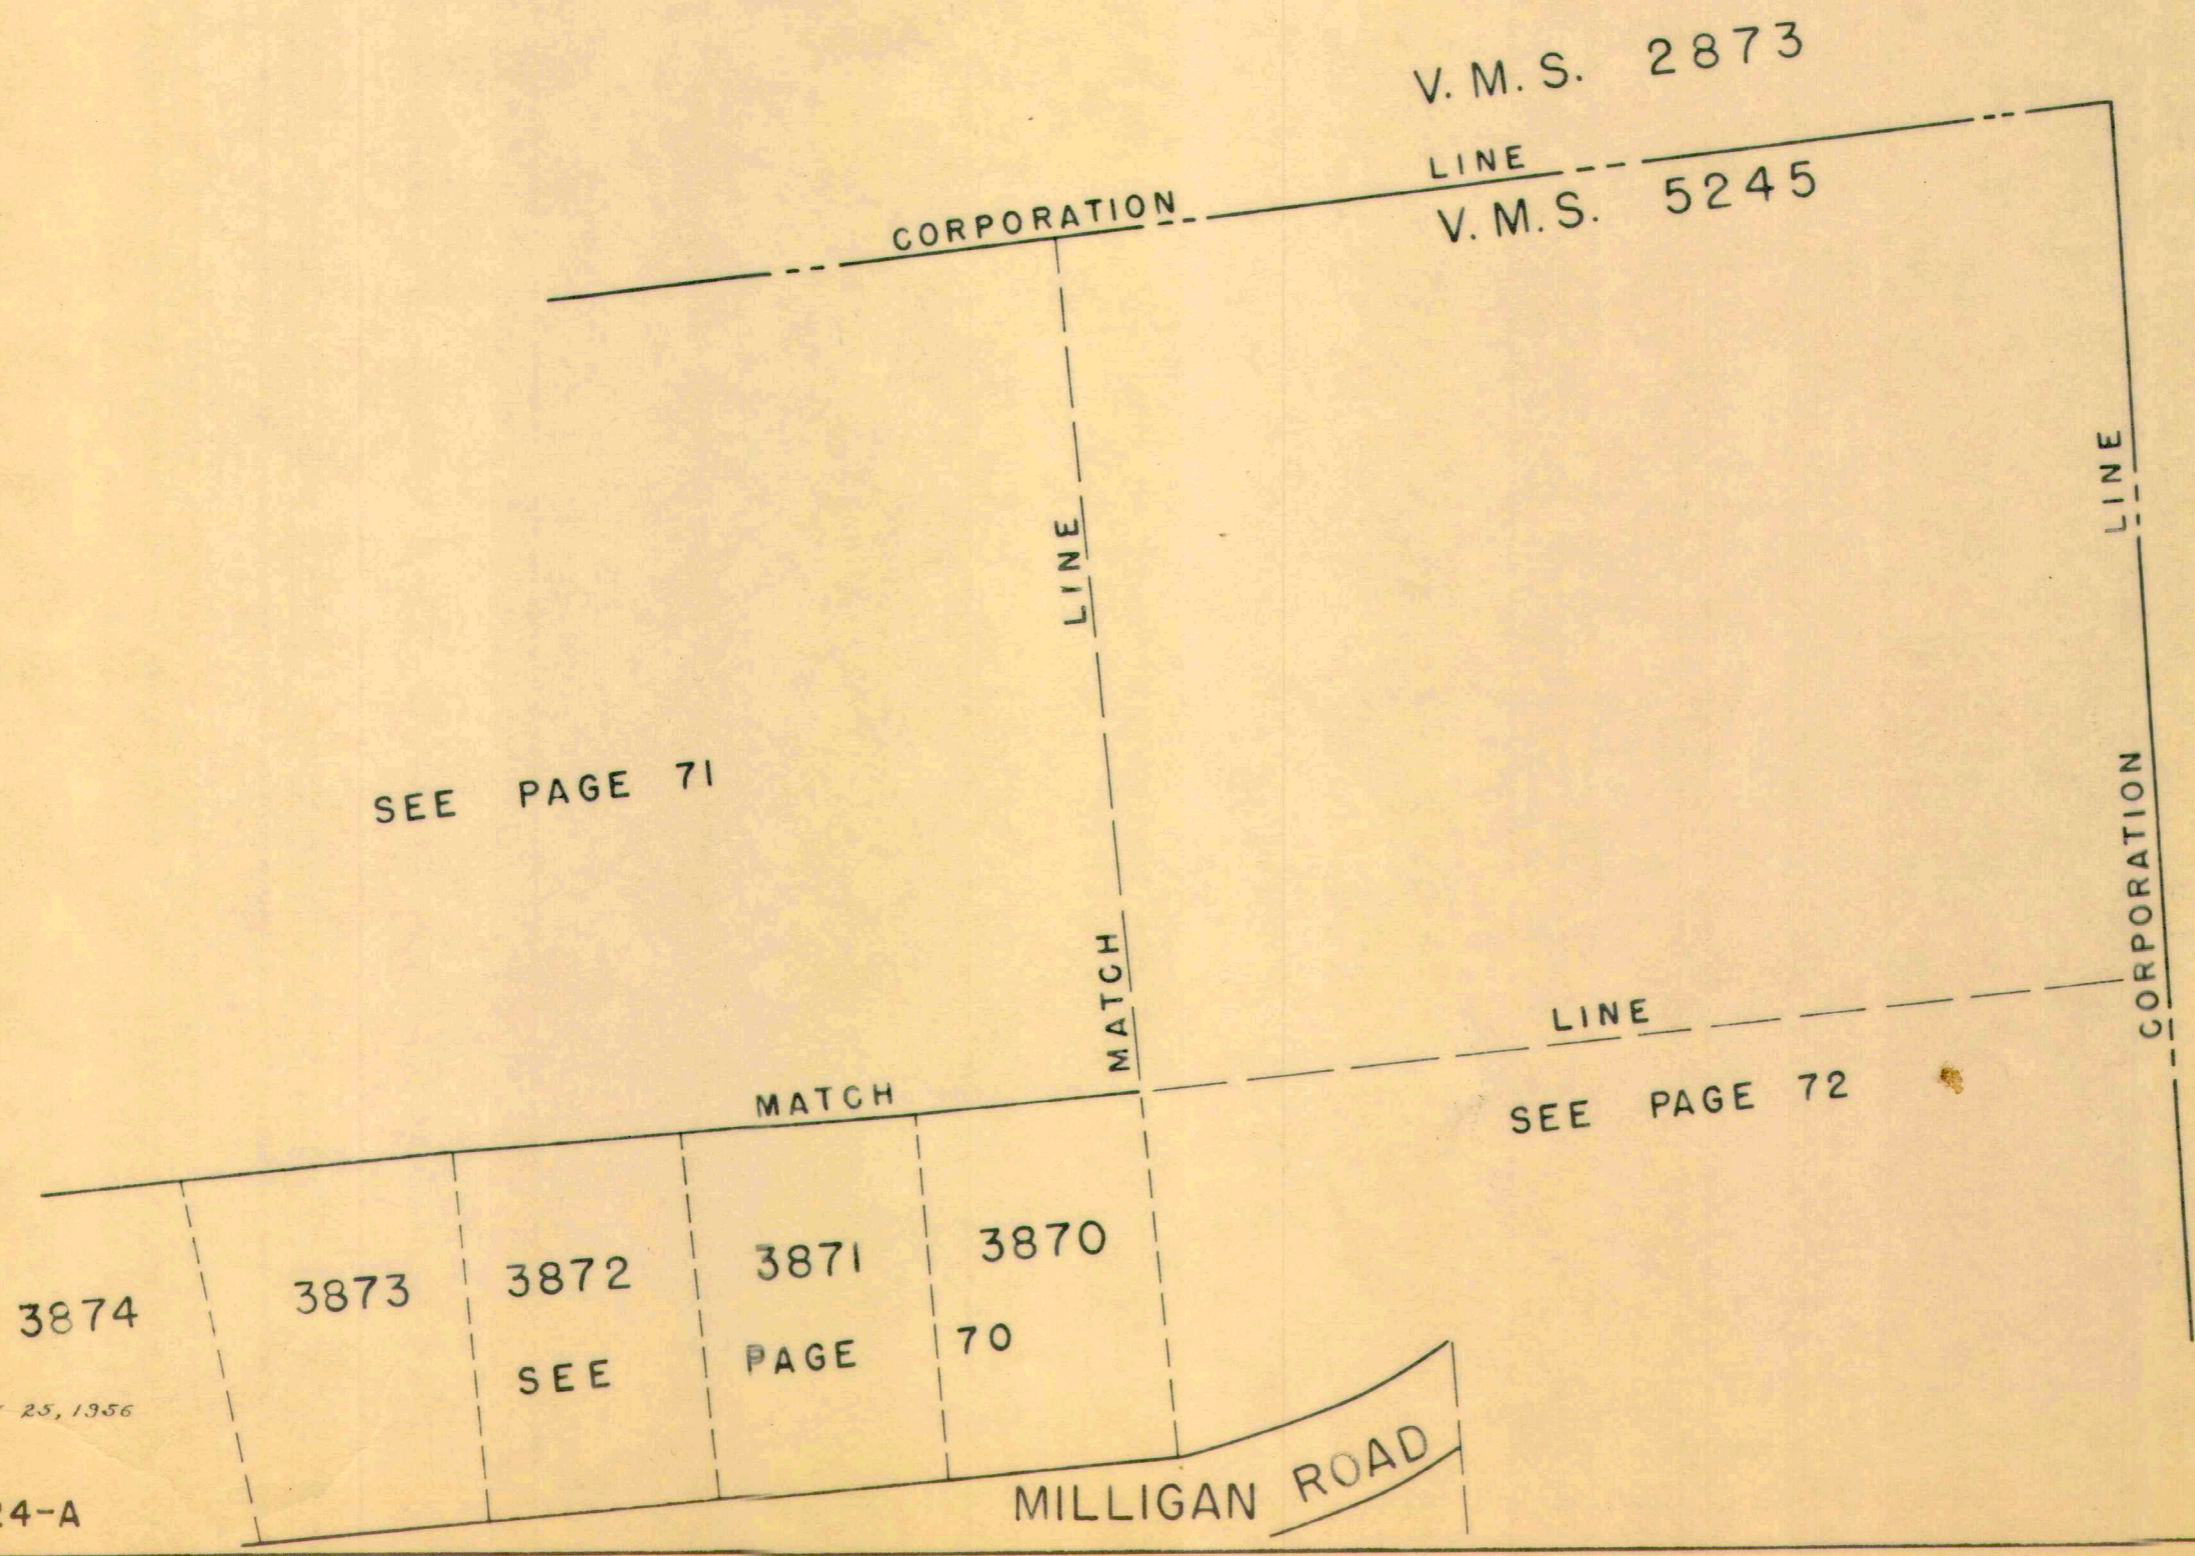 V. M. S. 2873
CORPORATION LINE
V. M. S. 5245
LINE
CORPORATION
LINE
MATCH
SEE PAGE 71
MATCH LINE
SEE PAGE 72
3874 3873 3872 3871 3870
SEE PAGE 70
25, 1956
MILLIGAN ROAD
24-A